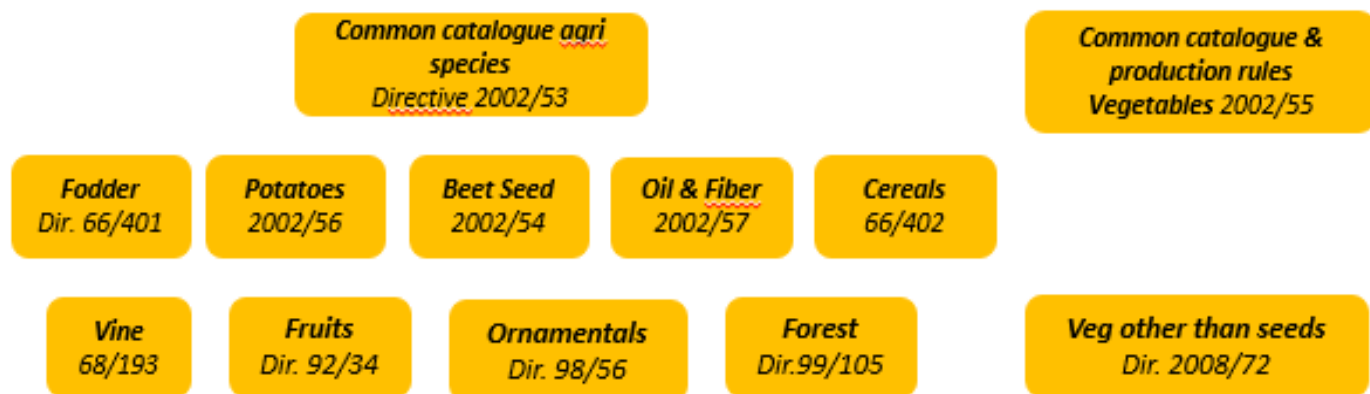 Common catalogue agri
species
Directive 2002/53
Common catalogue &
production rules
Vegetables 2002/55
Fodder
Dir. 66/401
Potatoes
2002/56
Beet Seed
2002/54
Oil & Fiber
2002/57
Cereals
66/402
Vine
68/193
Fruits
Dir. 92/34
Ornamentals
Dir. 98/56
Forest
Dir.99/105
Veg other than seeds
Dir. 2008/72